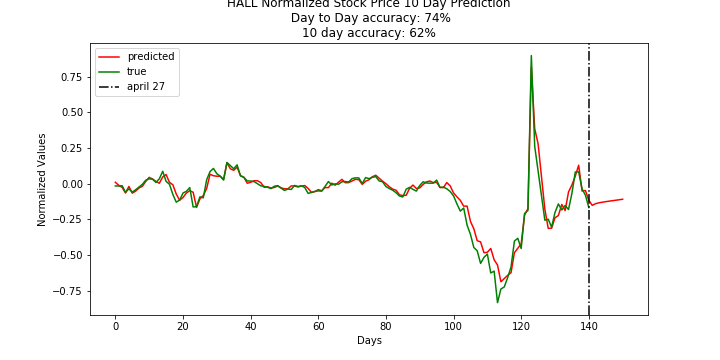 HALL Normalized Stock Price 10 Day Prediction
Day to Day accuracy: 74%
10 day accuracy: 62%
predicted
true
april 27
Normalized Values
0.75
0.50
0.25
0.00
−0.25
−0.50
−0.75
0 20 40 60 80 100 120 140
Days